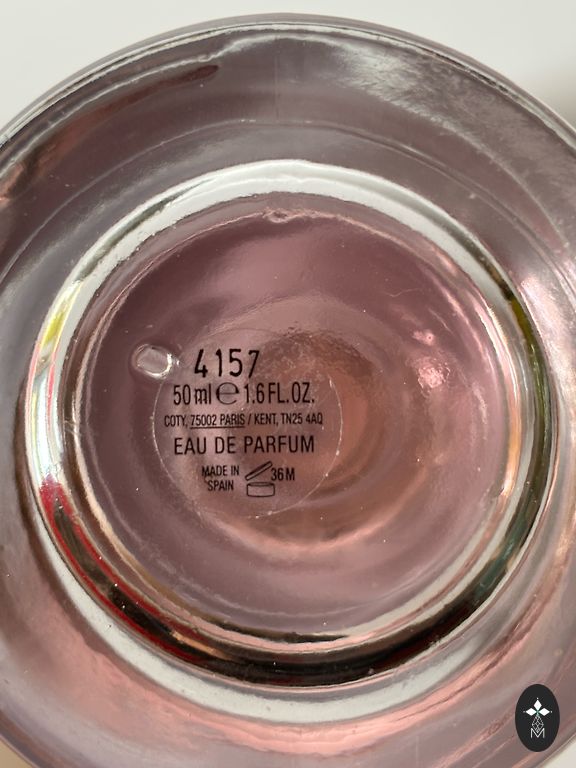 4157
50 ml ℮ 1.6 FL.OZ.
COTY, 75002 PARIS / KENT, TN25 4AQ
EAU DE PARFUM
MADE IN
SPAIN
36 M
M